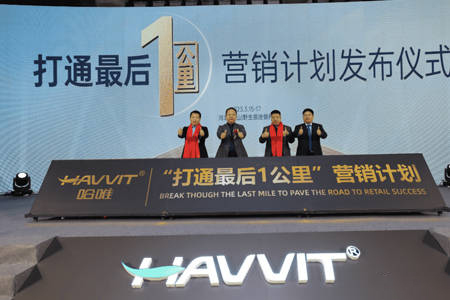 打通最后1公里 营销计划发布仪式
HAVVIT®
哈唯
“打通最后1公里”营销计划
BREAK THOUGH THE LAST MILE TO PAVE THE ROAD TO RETAIL SUCCESS
HAVVIT®